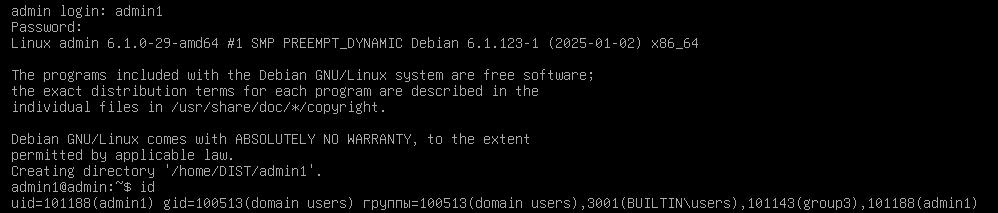 admin login: admin1
Password:
Linux admin 6.1.0-29-amd64 #1 SMP PREEMPT_DYNAMIC Debian 6.1.123-1 (2025-01-02) x86_64
The programs included with the Debian GNU/Linux system are free software;
the exact distribution terms for each program are described in the
individual files in /usr/share/doc/*/copyright.
Debian GNU/Linux comes with ABSOLUTELY NO WARRANTY, to the extent
permitted by applicable law.
Creating directory '/home/DIST/admin1'.
admin1@admin:~$ id
uid=101188(admin1) gid=100513(domain users) группы=100513(domain users),3001(BUILTIN\users),101143(group3),101188(admin1)